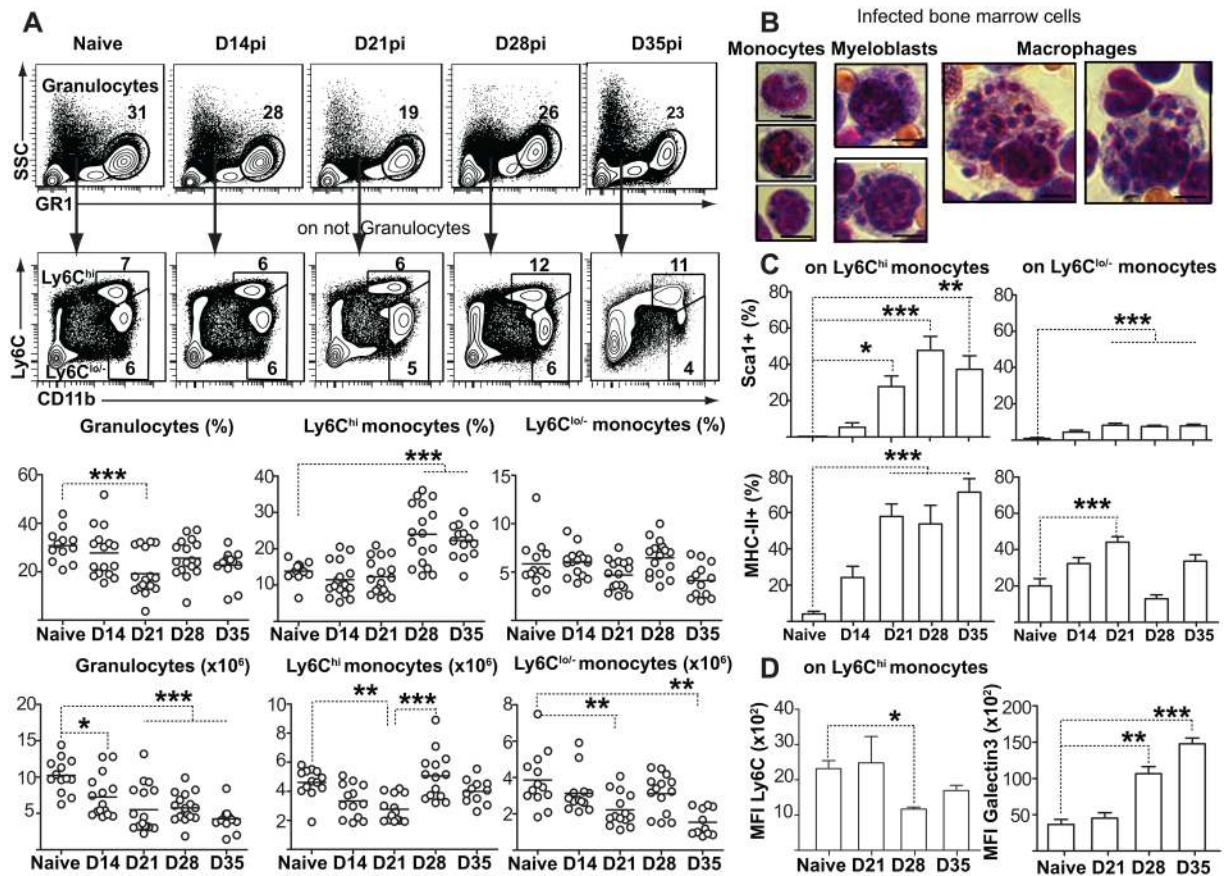 A
Naive D14pi D21pi D28pi D35pi
Granulocytes
31 28 19 26 23
SSC
GR1
on not Granulocytes
Ly6Chi
7 6 6 12 11
Ly6C
Ly6Clo/-
6 6 5 6 4
CD11b
Granulocytes (%) Ly6Chi monocytes (%) Ly6Clo/- monocytes (%)
60
40
20
***
40
30
20
10
0
***
15
10
5
0
Naive D14 D21 D28 D35
Naive D14 D21 D28 D35
Naive D14 D21 D28 D35
Granulocytes (x10⁶) Ly6Chi monocytes (x10⁶) Ly6Clo/- monocytes (x10⁶)
20
15
10
5
* ***
10
8
6
4
2
0
** ***
8
6
4
2
0
** **
Naive D14 D21 D28 D35
Naive D14 D21 D28 D35
Naive D14 D21 D28 D35
B
Infected bone marrow cells
Monocytes Myeloblasts Macrophages
C
on Ly6Chi monocytes on Ly6Clo/- monocytes
Sca1+ (%)
80
60
40
20
* *** **
80
60
40
20
***
MHC-II+ (%)
80
60
40
20
***
80
60
40
20
***
Naive D14 D21 D28 D35
Naive D14 D21 D28 D35
D
on Ly6Chi monocytes
MFI Ly6C (x10²)
40
30
20
10
*
Naive D21 D28 D35
MFI Galectin3 (x10²)
200
150
100
50
** ***
Naive D21 D28 D35